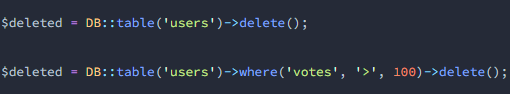 $deleted = DB::table('users')->delete();
$deleted = DB::table('users')->where('votes', '>', 100)->delete();